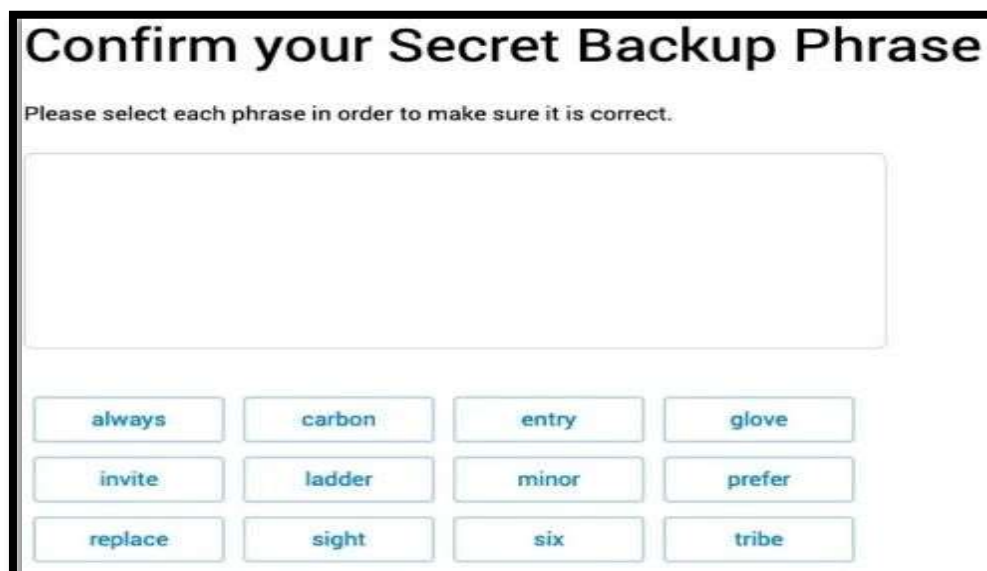 Confirm your Secret Backup Phrase
Please select each phrase in order to make sure it is correct.
always carbon entry glove
invite ladder minor prefer
replace sight six tribe